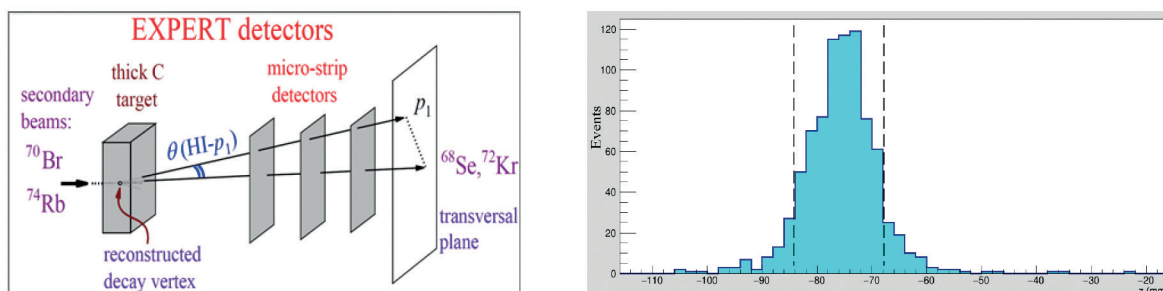 EXPERT detectors
thick C
target
micro-strip
detectors
secondary
beams:
⁷⁰Br
⁷⁴Rb
θ (HI-p₁)
p₁
⁶⁸Se, ⁷²Kr
transversal
plane
reconstructed
decay vertex
Events
120
100
80
60
40
20
0
−110 −100 −90 −80 −70 −60 −50 −40 −30 −20